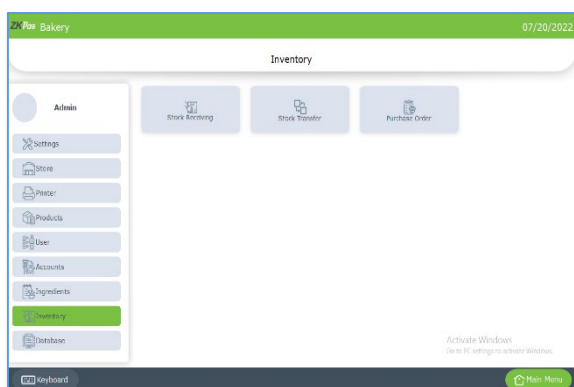 ZKPos Bakery 07/20/2022
Inventory
Admin
Stock Receiving Stock Transfer Purchase Order
Settings
Store
Printer
Products
User
Accounts
Ingredients
Inventory
Database
Activate Windows
Go to PC settings to activate Windows.
Keyboard Main Menu